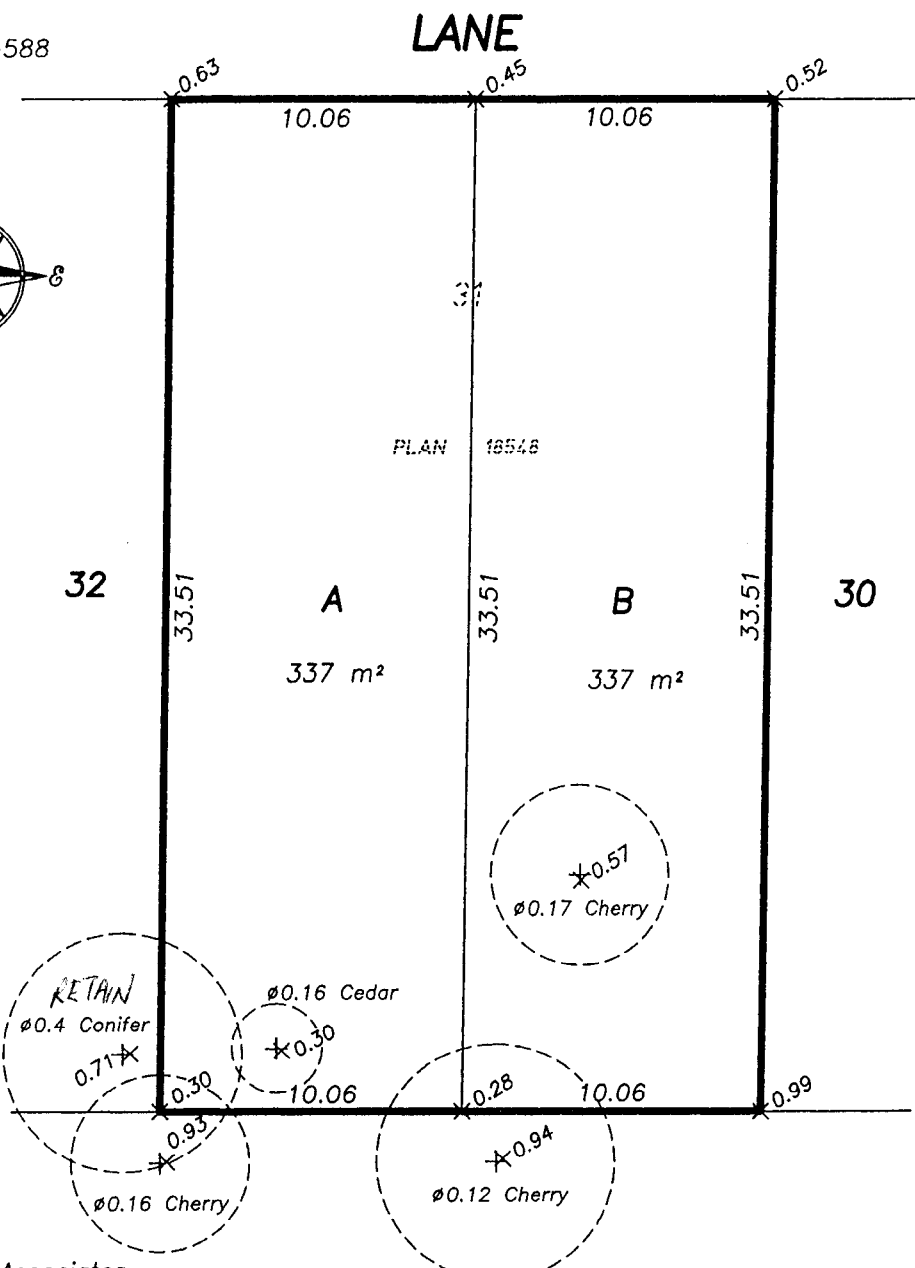 LANE
588
0.63
0.45
0.52
10.06
10.06
E
31
PLAN 18548
32
33.51
A
33.51
B
33.51
30
337 m²
337 m²
0.57
ø0.17 Cherry
RETAIN
ø0.4 Conifer
0.71
ø0.16 Cedar
0.30
0.30
10.06
0.28
10.06
0.99
0.93
0.94
ø0.16 Cherry
ø0.12 Cherry